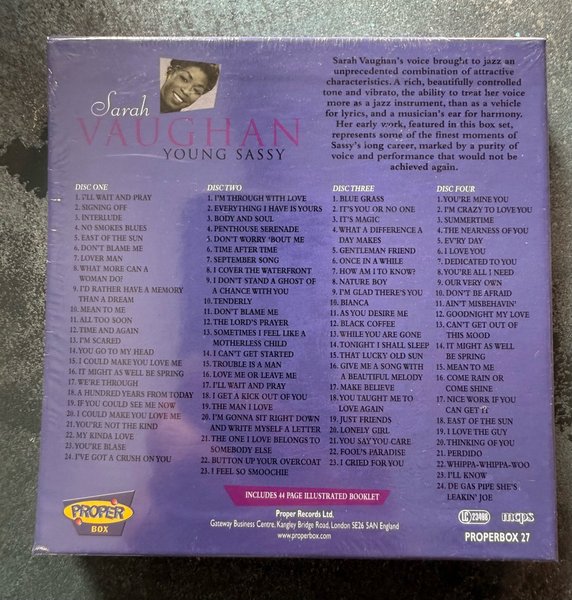 Sarah
VAUGHAN
YOUNG SASSY
Sarah Vaughan's voice brought to jazz an
unprecedented combination of attractive
characteristics. A rich, beautifully controlled
tone and vibrato, the ability to treat her voice
more as a jazz instrument, than as a vehicle
for lyrics, and a musician's ear for harmony.
Her early work, featured in this box set,
represents some of the finest moments of
Sassy's long career, marked by a purity of
voice and performance that would not be
achieved again.
DISC ONE
1. I'LL WAIT AND PRAY
2. SIGNING OFF
3. INTERLUDE
4. NO SMOKES BLUES
5. EAST OF THE SUN
6. DON'T BLAME ME
7. LOVER MAN
8. WHAT MORE CAN A
WOMAN DO?
9. I'D RATHER HAVE A MEMORY
THAN A DREAM
10. MEAN TO ME
11. ALL TOO SOON
12. TIME AND AGAIN
13. I'M SCARED
14. YOU GO TO MY HEAD
15. I COULD MAKE YOU LOVE ME
16. IT MIGHT AS WELL BE SPRING
17. WE'RE THROUGH
18. A HUNDRED YEARS FROM TODAY
19. IF YOU COULD SEE ME NOW
20. I COULD MAKE YOU LOVE ME
21. YOU'RE NOT THE KIND
22. MY KINDA LOVE
23. YOU'RE BLASE
24. I'VE GOT A CRUSH ON YOU
DISC TWO
1. I'M THROUGH WITH LOVE
2. EVERYTHING I HAVE IS YOURS
3. BODY AND SOUL
4. PENTHOUSE SERENADE
5. DON'T WORRY 'BOUT ME
6. TIME AFTER TIME
7. SEPTEMBER SONG
8. I COVER THE WATERFRONT
9. I DON'T STAND A GHOST OF
A CHANCE WITH YOU
10. TENDERLY
11. DON'T BLAME ME
12. THE LORD'S PRAYER
13. SOMETIMES I FEEL LIKE A
MOTHERLESS CHILD
14. I CAN'T GET STARTED
15. TROUBLE IS A MAN
16. LOVE ME OR LEAVE ME
17. I'LL WAIT AND PRAY
18. I GET A KICK OUT OF YOU
19. THE MAN I LOVE
20. I'M GONNA SIT RIGHT DOWN
AND WRITE MYSELF A LETTER
21. THE ONE I LOVE BELONGS TO
SOMEBODY ELSE
22. BUTTON UP YOUR OVERCOAT
23. I FEEL SO SMOOCHIE
DISC THREE
1. BLUE GRASS
2. IT'S YOU OR NO ONE
3. IT'S MAGIC
4. WHAT A DIFFERENCE A
DAY MAKES
5. GENTLEMAN FRIEND
6. ONCE IN A WHILE
7. HOW AM I TO KNOW?
8. NATURE BOY
9. I'M GLAD THERE'S YOU
10. BIANCA
11. AS YOU DESIRE ME
12. BLACK COFFEE
13. WHILE YOU ARE GONE
14. TONIGHT I SHALL SLEEP
15. THAT LUCKY OLD SUN
16. GIVE ME A SONG WITH
A BEAUTIFUL MELODY
17. MAKE BELIEVE
18. YOU TAUGHT ME TO
LOVE AGAIN
19. JUST FRIENDS
20. LONELY GIRL
21. YOU SAY YOU CARE
22. FOOL'S PARADISE
23. I CRIED FOR YOU
DISC FOUR
1. YOU'RE MINE YOU
2. I'M CRAZY TO LOVE YOU
3. SUMMERTIME
4. THE NEARNESS OF YOU
5. EV'RY DAY
6. I LOVE YOU
7. DEDICATED TO YOU
8. YOU'RE ALL I NEED
9. OUR VERY OWN
10. DON'T BE AFRAID
11. AIN'T MISBEHAVIN'
12. GOODNIGHT MY LOVE
13. CAN'T GET OUT OF
THIS MOOD
14. IT MIGHT AS WELL
BE SPRING
15. MEAN TO ME
16. COME RAIN OR
COME SHINE
17. NICE WORK IF YOU
CAN GET IT
18. EAST OF THE SUN
19. I LOVE THE GUY
20. THINKING OF YOU
21. PERDIDO
22. WHIPPA-WHIPPA-WOO
23. I'LL KNOW
24. DE GAS PIPE SHE'S
LEAKIN' JOE
INCLUDES 44 PAGE ILLUSTRATED BOOKLET
PROPER
BOX
Proper Records Ltd.
Gateway Business Centre, Kangley Bridge Road, London SE26 5AN England
www.properbox.com
LC 23498
mcps
PROPERBOX 27